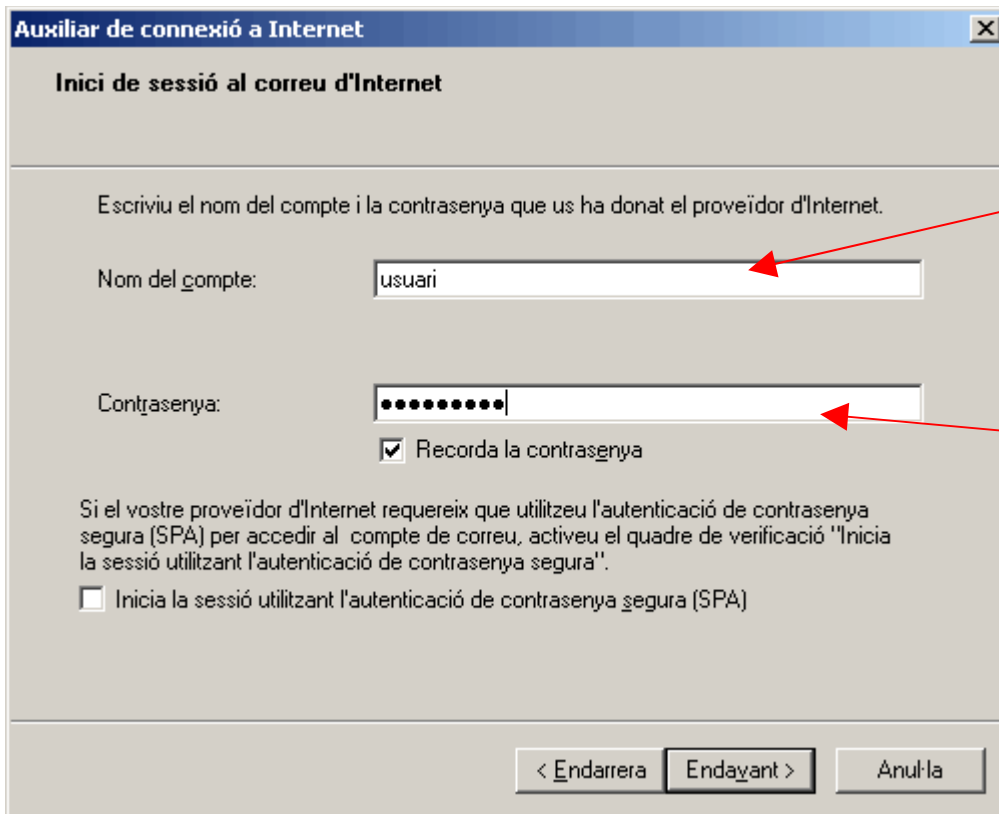 Auxiliar de connexió a Internet
Inici de sessió al correu d'Internet
Escriviu el nom del compte i la contrasenya que us ha donat el proveïdor d'Internet.
Nom del compte: usuari
Contrasenya: •••••••••
Recorda la contrasenya
Si el vostre proveïdor d'Internet requereix que utilitzeu l'autenticació de contrasenya
segura (SPA) per accedir al compte de correu, activeu el quadre de verificació "Inicia
la sessió utilitzant l'autenticació de contrasenya segura".
Inicia la sessió utilitzant l'autenticació de contrasenya segura (SPA)
< Endarrera Endavant > Anul·la